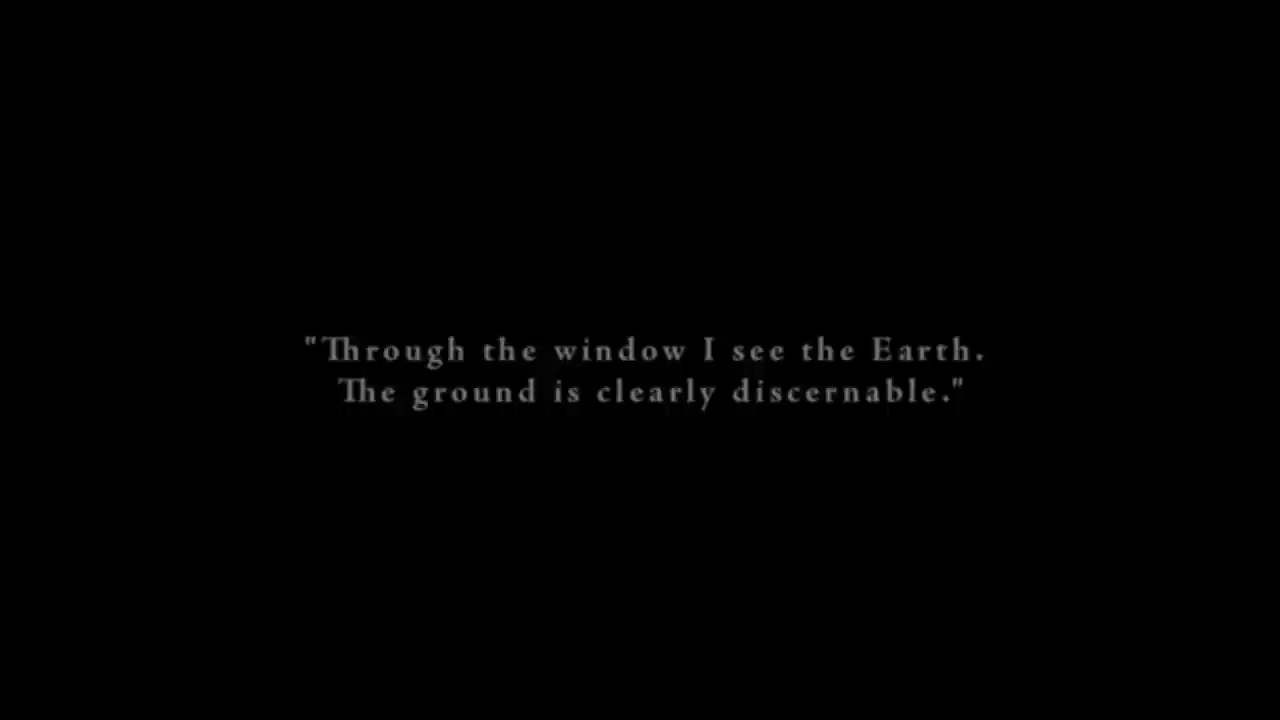 "Through the window I see the Earth.
The ground is clearly discernable."